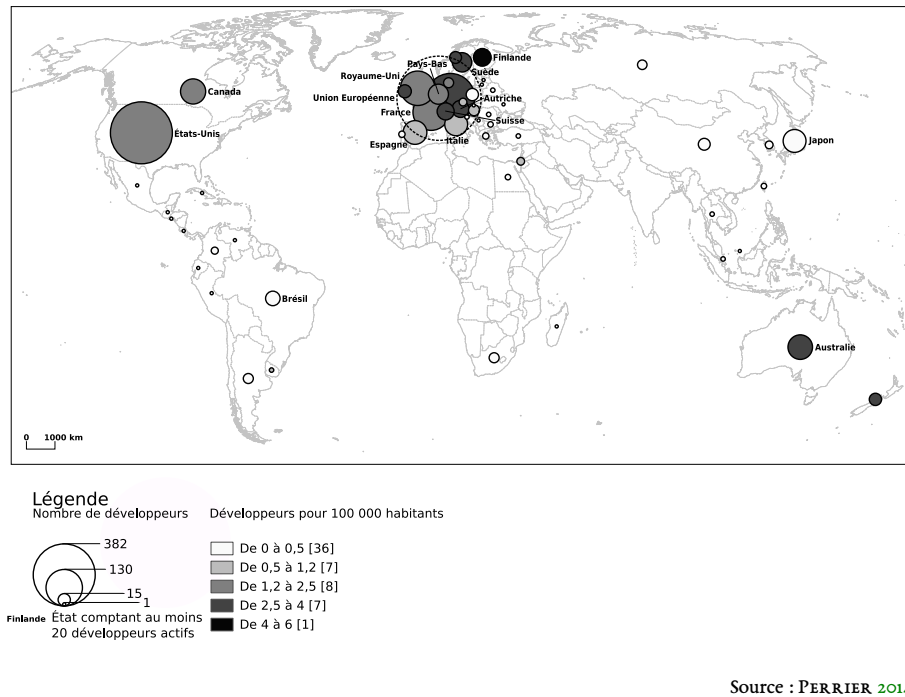 Finlande
Pays-Bas
Suède
Royaume-Uni
Canada
Union Européenne
Autriche
France
Suisse
États-Unis
Espagne
Italie
Japon
Brésil
Australie
0 1000 km
Légende
Nombre de développeurs
Développeurs pour 100 000 habitants
382
130
15
1
Finlande État comptant au moins
20 développeurs actifs
De 0 à 0,5 [36]
De 0,5 à 1,2 [7]
De 1,2 à 2,5 [8]
De 2,5 à 4 [7]
De 4 à 6 [1]
Source : PERRIER